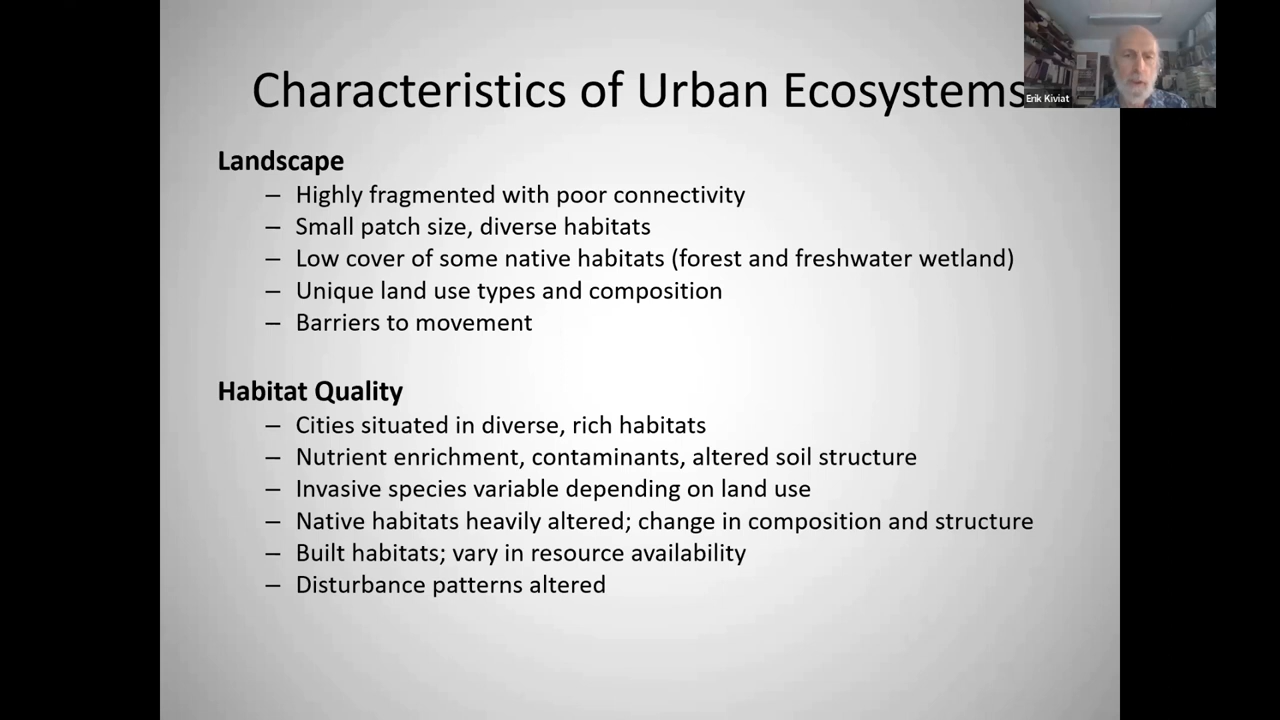 Characteristics of Urban Ecosystems
Erik Kiviat
Landscape
– Highly fragmented with poor connectivity
– Small patch size, diverse habitats
– Low cover of some native habitats (forest and freshwater wetland)
– Unique land use types and composition
– Barriers to movement
Habitat Quality
– Cities situated in diverse, rich habitats
– Nutrient enrichment, contaminants, altered soil structure
– Invasive species variable depending on land use
– Native habitats heavily altered; change in composition and structure
– Built habitats; vary in resource availability
– Disturbance patterns altered